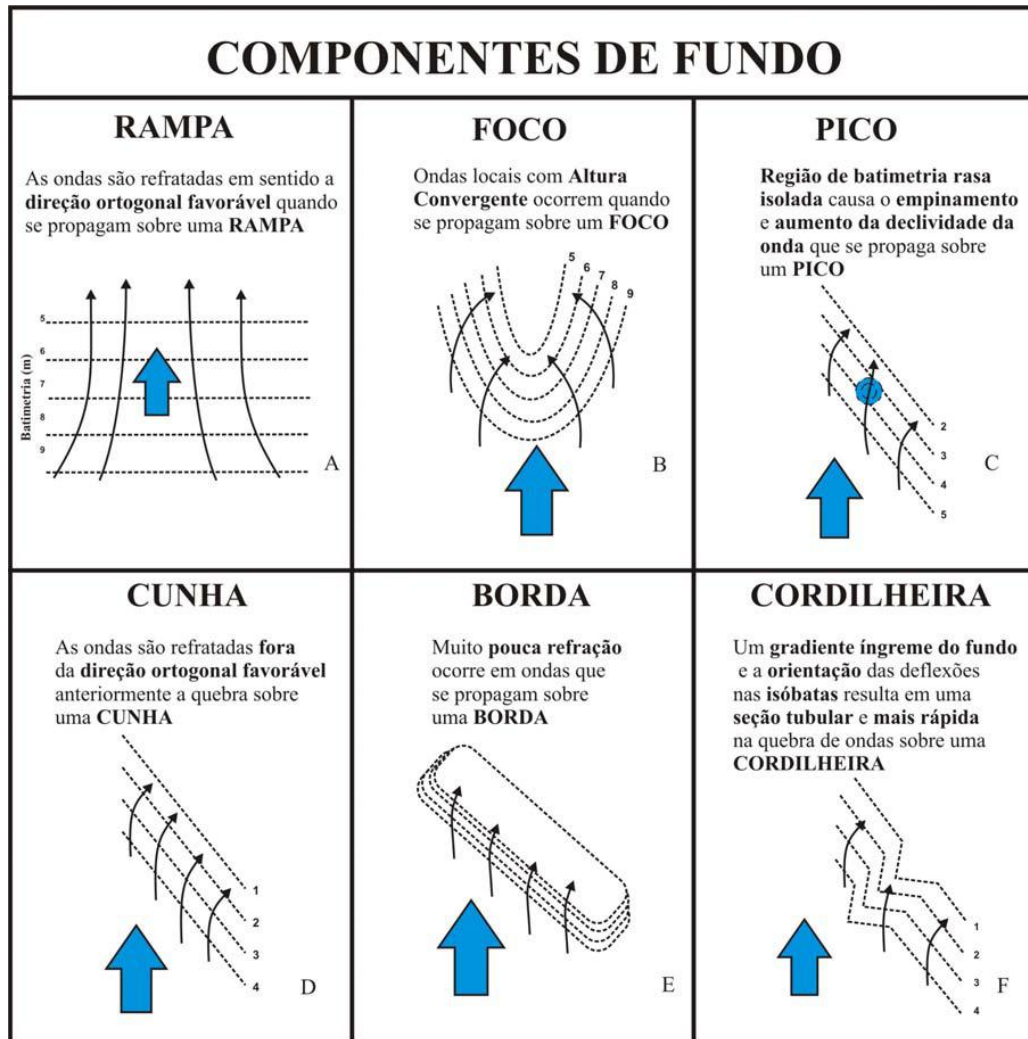 COMPONENTES DE FUNDO
RAMPA
As ondas são refratadas em sentido a
direção ortogonal favorável quando
se propagam sobre uma RAMPA
Batimetria (m)
5
6
7
8
9
A
FOCO
Ondas locais com Altura
Convergente ocorrem quando
se propagam sobre um FOCO
5
6
7
8
9
B
PICO
Região de batimetria rasa
isolada causa o empinamento
e aumento da declividade da
onda que se propaga sobre
um PICO
2
3
4
5
C
CUNHA
As ondas são refratadas fora
da direção ortogonal favorável
anteriormente a quebra sobre
uma CUNHA
1
2
3
4
D
BORDA
Muito pouca refração
ocorre em ondas que
se propagam sobre
uma BORDA
E
CORDILHEIRA
Um gradiente íngreme do fundo
e a orientação das deflexões
nas isóbatas resulta em uma
seção tubular e mais rápida
na quebra de ondas sobre uma
CORDILHEIRA
1
2
3
4
F